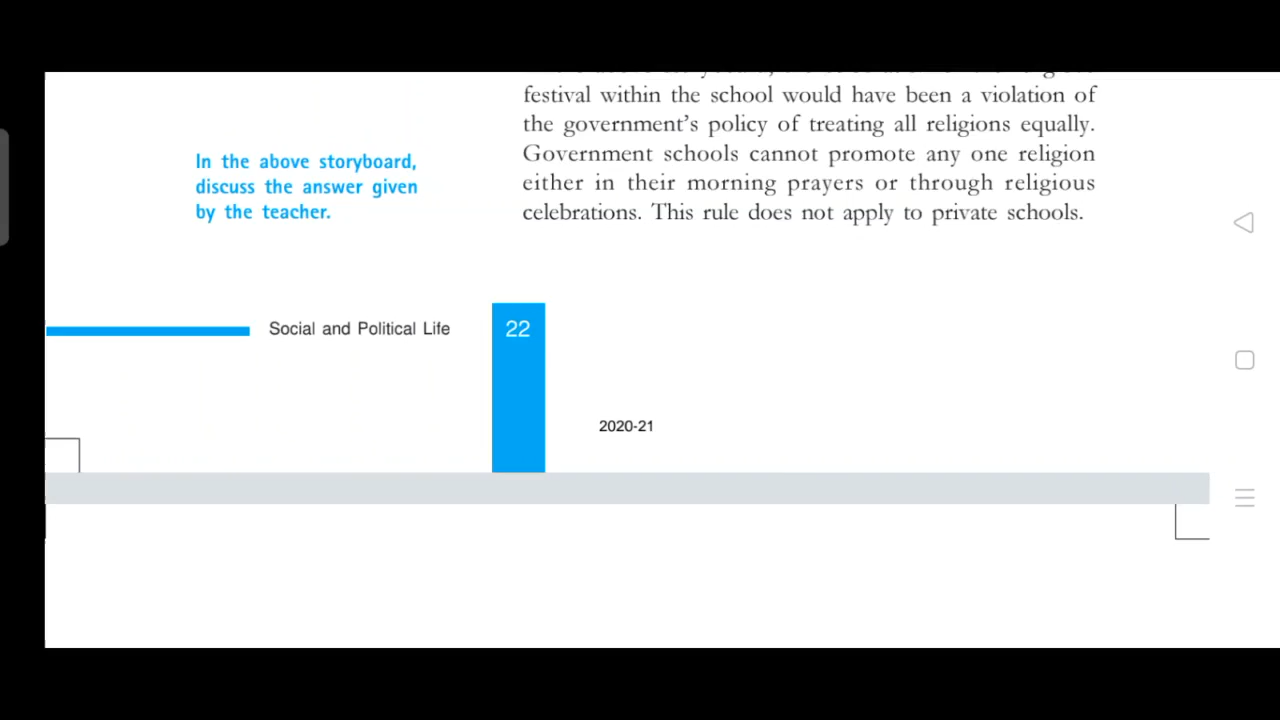 In the above storyboard,
discuss the answer given
by the teacher.
festival within the school would have been a violation of
the government's policy of treating all religions equally.
Government schools cannot promote any one religion
either in their morning prayers or through religious
celebrations. This rule does not apply to private schools.
Social and Political Life
22
2020-21